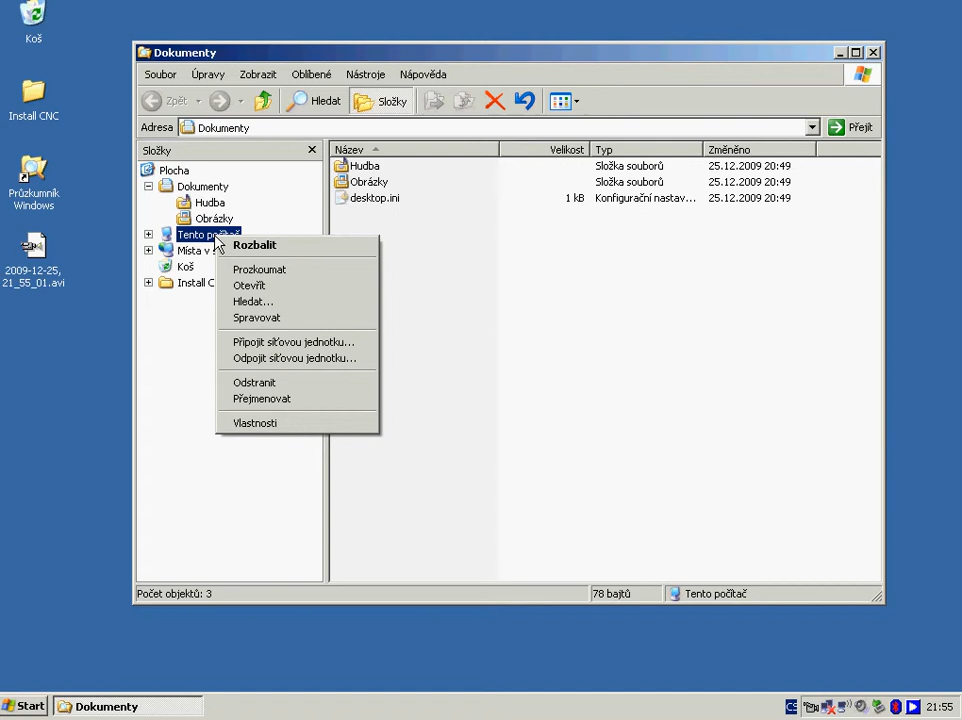 Koš
Install CNC
Průzkumník
Windows
2009-12-25,
21_55_01.avi
Dokumenty
Soubor Úpravy Zobrazit Oblíbené Nástroje Nápověda
Zpět Hledat Složky
Adresa Dokumenty Přejít
Složky
Plocha
Dokumenty
Hudba
Obrázky
Tento
Místa v
Koš
Install C
Rozbalit
Prozkoumat
Otevřít
Hledat...
Spravovat
Připojit síťovou jednotku...
Odpojit síťovou jednotku...
Odstranit
Přejmenovat
Vlastnosti
Název Velikost Typ Změněno
Hudba Složka souborů 25.12.2009 20:49
Obrázky Složka souborů 25.12.2009 20:49
desktop.ini 1 kB Konfigurační nastav... 25.12.2009 20:49
Počet objektů: 3 78 bajtů Tento počítač
Start Dokumenty CS 21:55